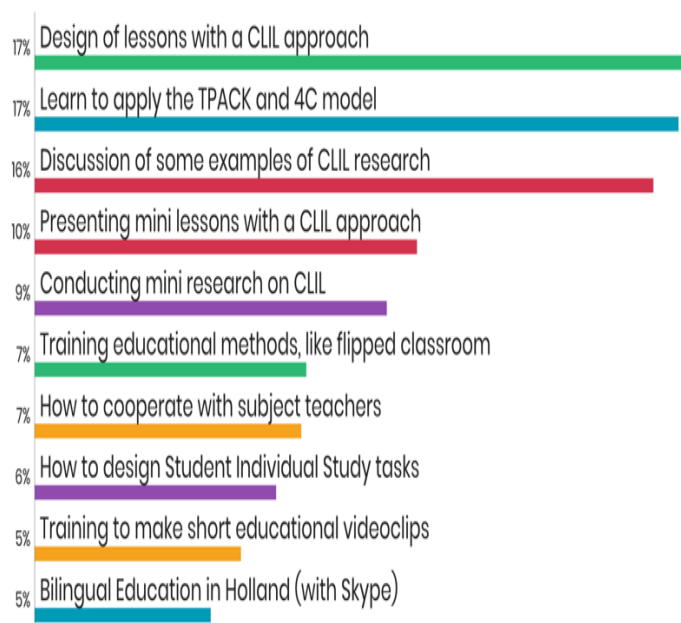 17% Design of lessons with a CLIL approach
17% Learn to apply the TPACK and 4C model
16% Discussion of some examples of CLIL research
10% Presenting mini lessons with a CLIL approach
9% Conducting mini research on CLIL
7% Training educational methods, like flipped classroom
7% How to cooperate with subject teachers
6% How to design Student Individual Study tasks
5% Training to make short educational videoclips
5% Bilingual Education in Holland (with Skype)